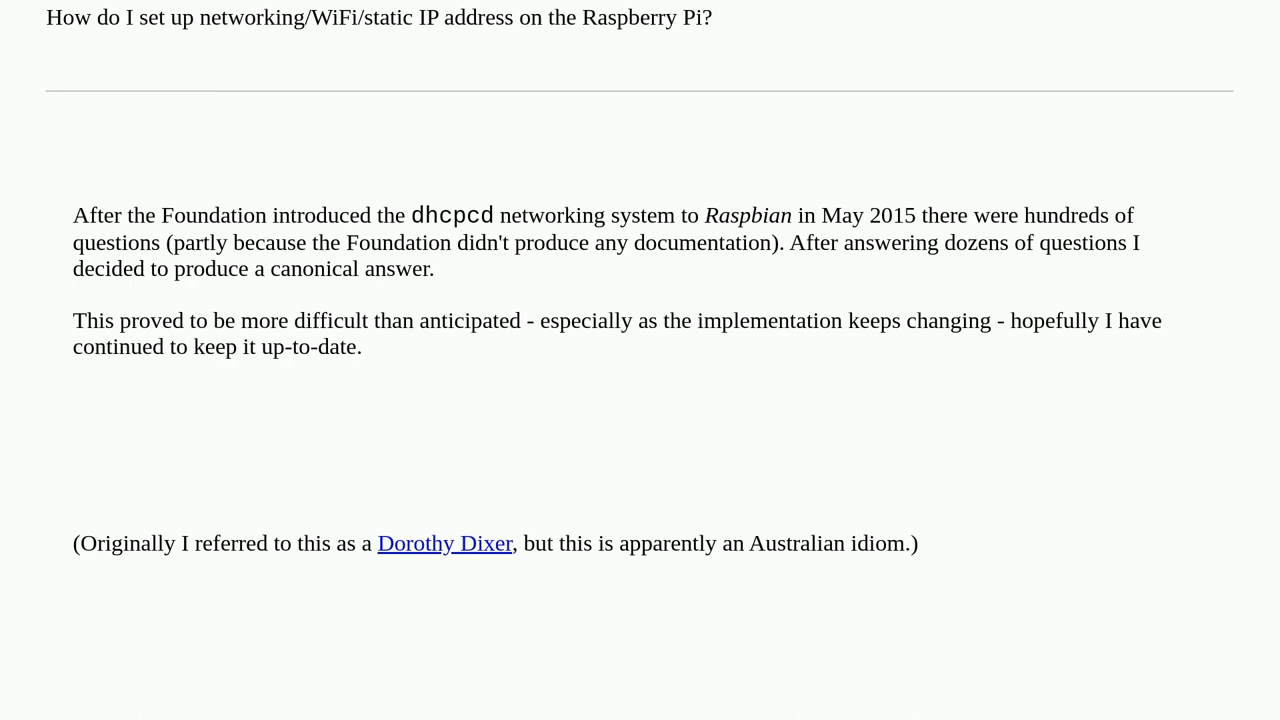 How do I set up networking/WiFi/static IP address on the Raspberry Pi?
After the Foundation introduced the dhcpcd networking system to Raspbian in May 2015 there were hundreds of
questions (partly because the Foundation didn't produce any documentation). After answering dozens of questions I
decided to produce a canonical answer.
This proved to be more difficult than anticipated - especially as the implementation keeps changing - hopefully I have
continued to keep it up-to-date.
(Originally I referred to this as a Dorothy Dixer, but this is apparently an Australian idiom.)